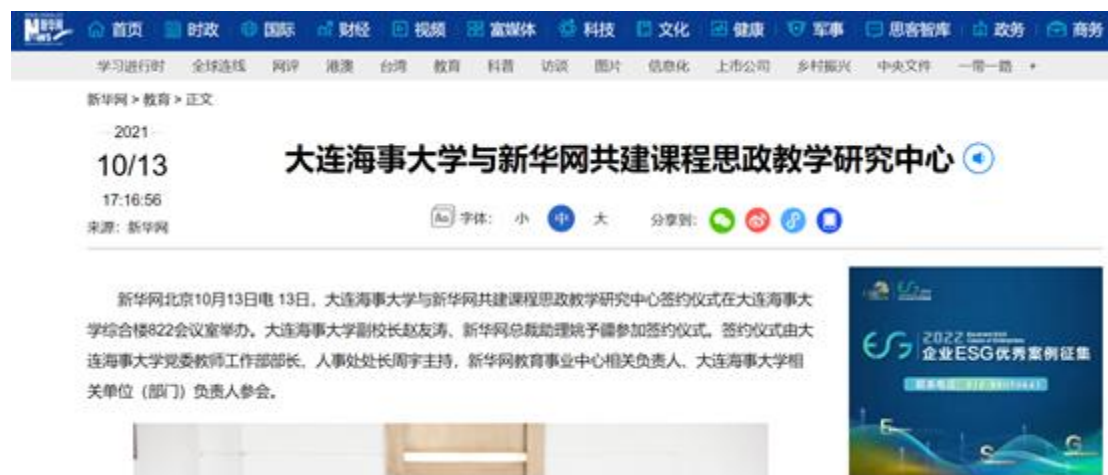 首页 时政 国际 财经 视频 富媒体 科技 文化 健康 军事 思客智库 政务 商务
学习进行时 全球连线 网评 港澳 台湾 教育 科普 访谈 图片 信息化 上市公司 乡村振兴 中央文件 一带一路
新华网 > 教育 > 正文
2021
10/13
17:16:56
来源：新华网
大连海事大学与新华网共建课程思政教学研究中心
字体： 小 中 大 分享到:
新华网北京10月13日电 13日，大连海事大学与新华网共建课程思政教学研究中心签约仪式在大连海事大
学综合楼822会议室举办。大连海事大学副校长赵友涛、新华网总裁助理姚予疆参加签约仪式。签约仪式由大
连海事大学党委教师工作部部长，人事处处长周宇主持，新华网教育事业中心相关负责人、大连海事大学相
关单位（部门）负责人参会。
ESG 2022
企业ESG优秀案例征集
E S G